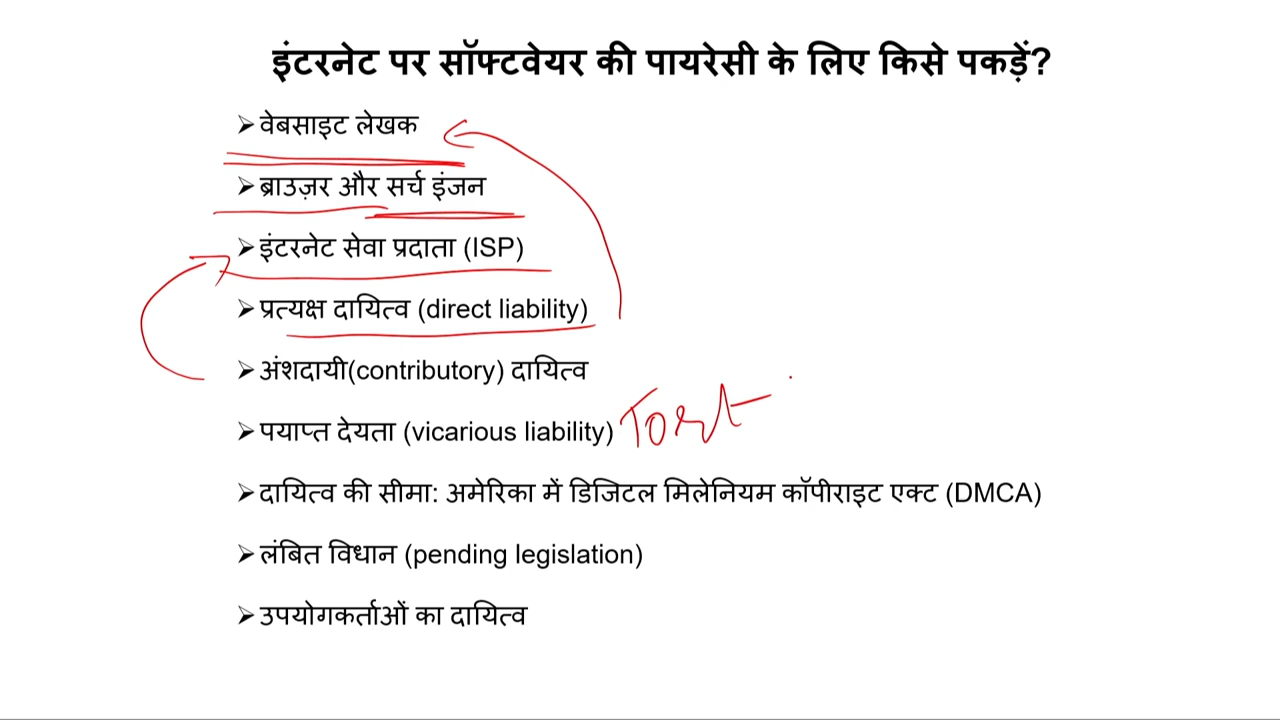 इंटरनेट पर सॉफ्टवेयर की पायरेसी के लिए किसे पकड़ें?
➢वेबसाइट लेखक
➢ब्राउज़र और सर्च इंजन
➢इंटरनेट सेवा प्रदाता (ISP)
➢प्रत्यक्ष दायित्व (direct liability)
➢अंशदायी(contributory) दायित्व
➢पयाप्त देयता (vicarious liability) Tort
➢दायित्व की सीमा: अमेरिका में डिजिटल मिलेनियम कॉपीराइट एक्ट (DMCA)
➢लंबित विधान (pending legislation)
➢उपयोगकर्ताओं का दायित्व